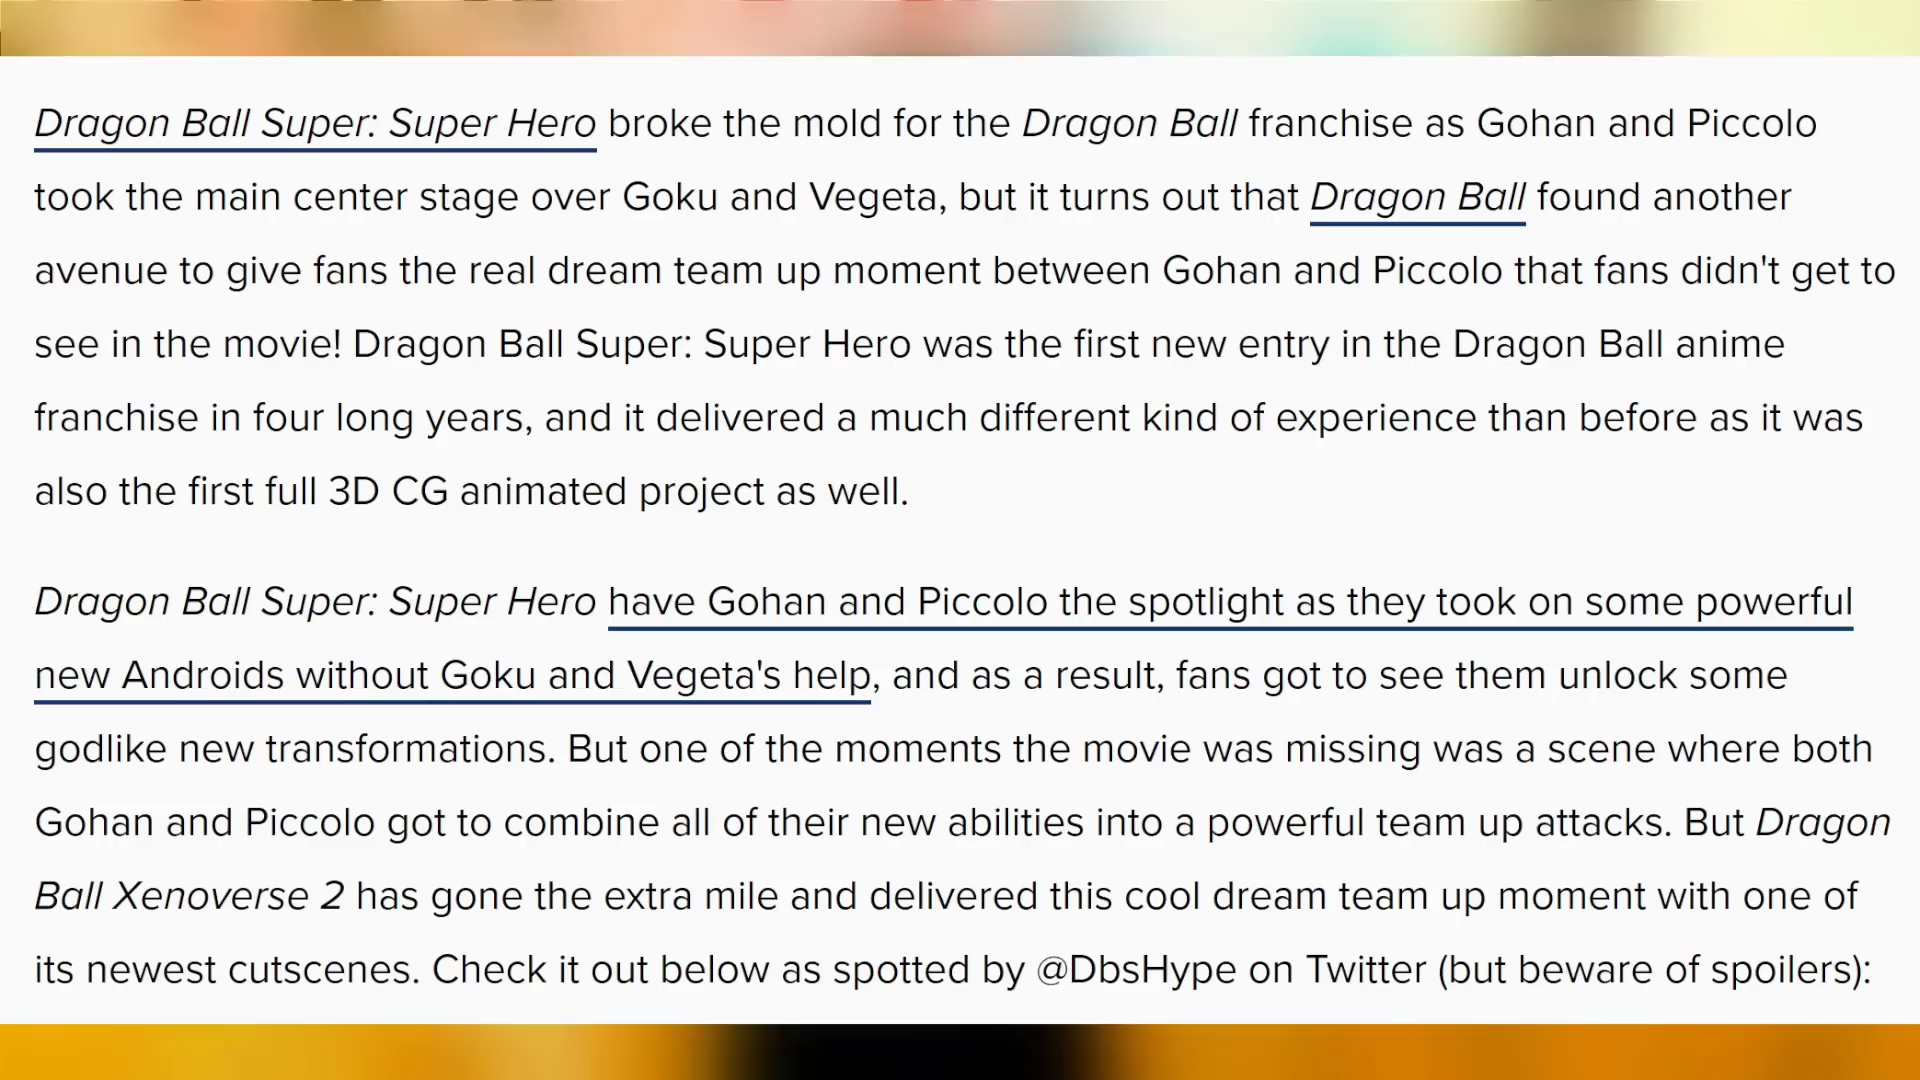 Dragon Ball Super: Super Hero broke the mold for the Dragon Ball franchise as Gohan and Piccolo
took the main center stage over Goku and Vegeta, but it turns out that Dragon Ball found another
avenue to give fans the real dream team up moment between Gohan and Piccolo that fans didn't get to
see in the movie! Dragon Ball Super: Super Hero was the first new entry in the Dragon Ball anime
franchise in four long years, and it delivered a much different kind of experience than before as it was
also the first full 3D CG animated project as well.
Dragon Ball Super: Super Hero have Gohan and Piccolo the spotlight as they took on some powerful
new Androids without Goku and Vegeta's help, and as a result, fans got to see them unlock some
godlike new transformations. But one of the moments the movie was missing was a scene where both
Gohan and Piccolo got to combine all of their new abilities into a powerful team up attacks. But Dragon
Ball Xenoverse 2 has gone the extra mile and delivered this cool dream team up moment with one of
its newest cutscenes. Check it out below as spotted by @DbsHype on Twitter (but beware of spoilers):